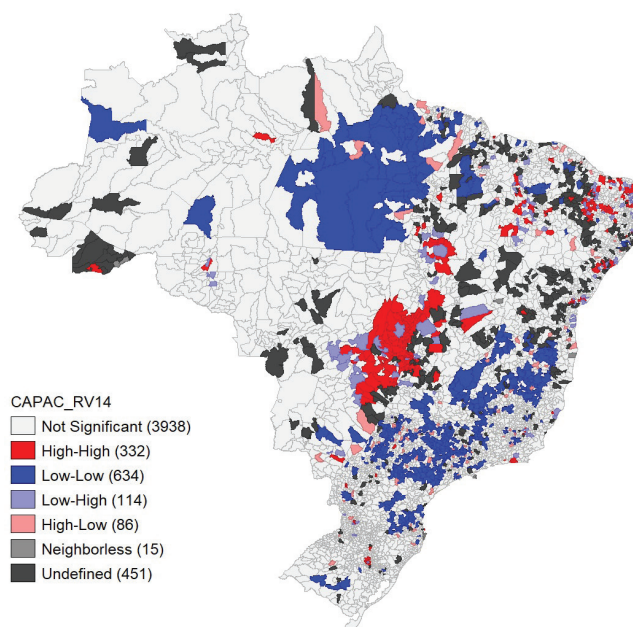 CAPAC_RV14
Not Significant (3938)
High-High (332)
Low-Low (634)
Low-High (114)
High-Low (86)
Neighborless (15)
Undefined (451)